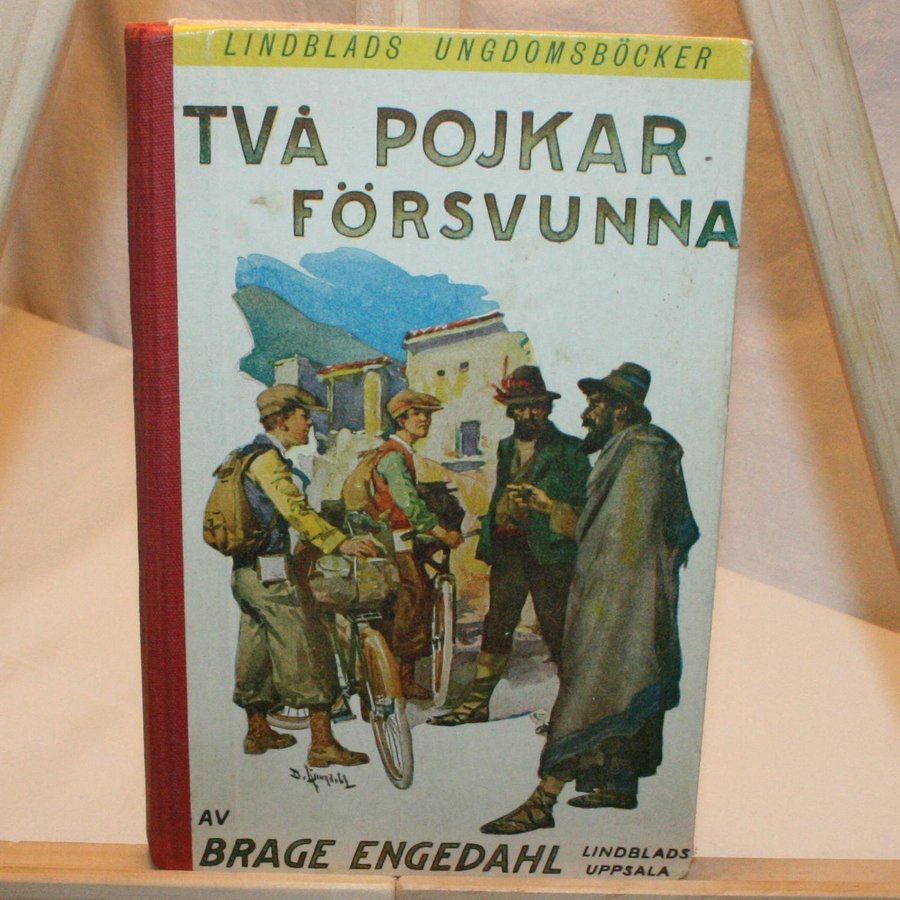 LINDBLADS UNGDOMSBÖCKER
TVÅ POJKAR
FÖRSVUNNA
AV
BRAGE ENGEDAHL
LINDBLADS
UPPSALA